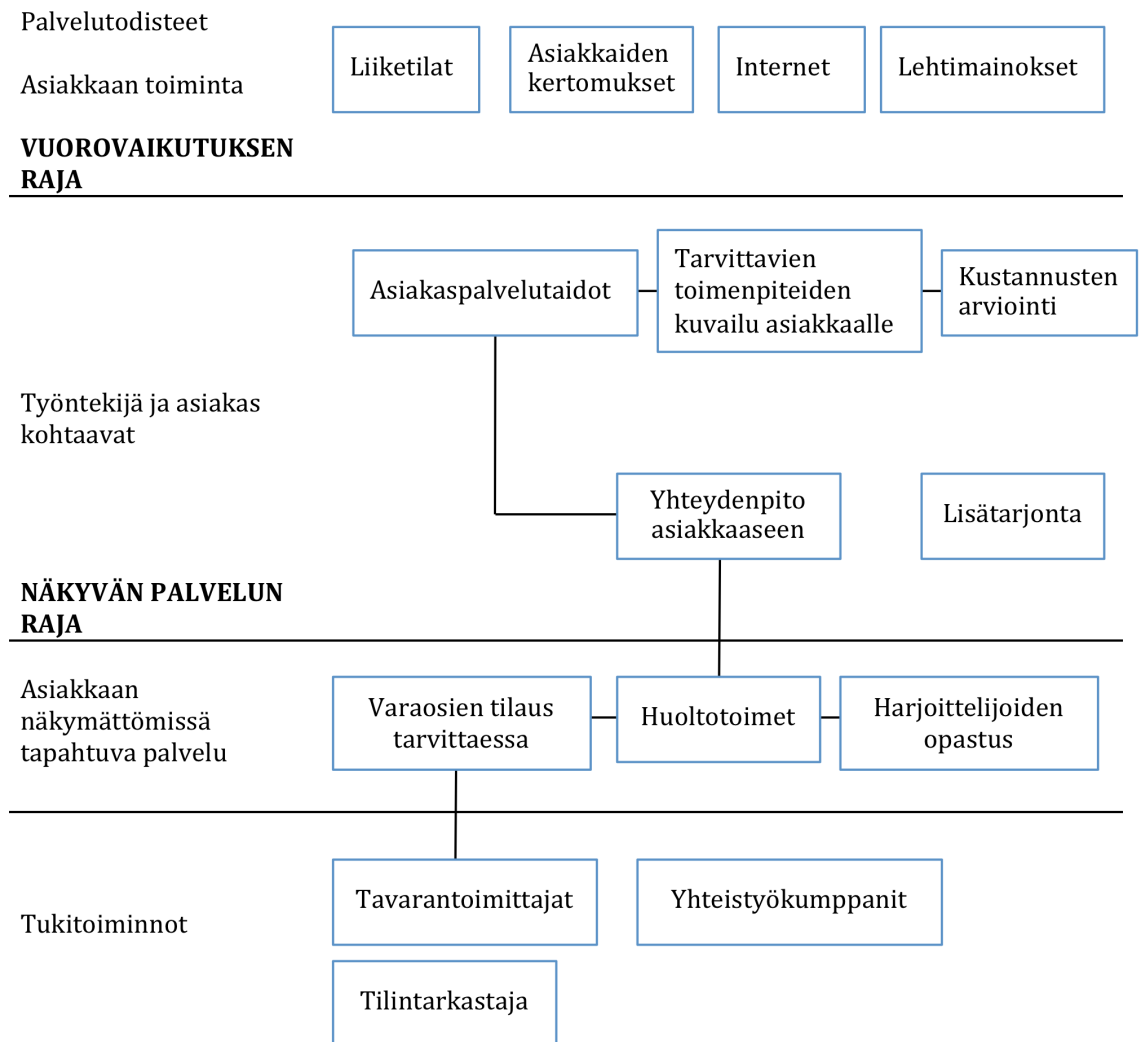 Palvelutodisteet
Asiakkaan toiminta
Liiketilat
Asiakkaiden
kertomukset
Internet
Lehtimainokset
VUOROVAIKUTUKSEN
RAJA
Asiakaspalvelutaidot
Tarvittavien
toimenpiteiden
kuvailu asiakkaalle
Kustannusten
arviointi
Työntekijä ja asiakas
kohtaavat
Yhteydenpito
asiakkaaseen
Lisätarjonta
NÄKYVÄN PALVELUN
RAJA
Asiakkaan
näkymättömissä
tapahtuva palvelu
Varaosien tilaus
tarvittaessa
Huoltotoimet
Harjoittelijoiden
opastus
Tukitoiminnot
Tavarantoimittajat
Yhteistyökumppanit
Tilintarkastaja